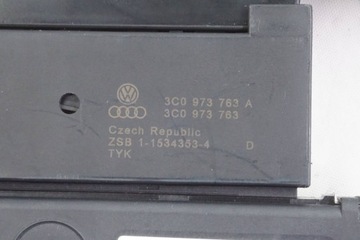 3C0 973 763 A
3C0 973 763
Czech Republic
ZSB 1-1534353-4 D
TYK